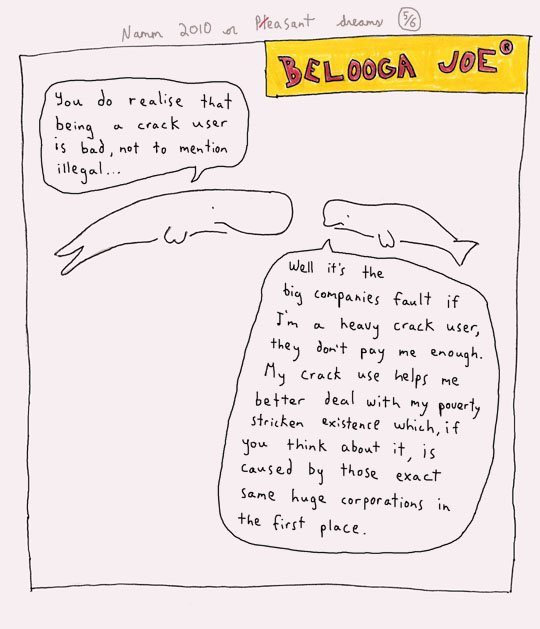 Namm 2010 or Pleasant dreams 5/6
BELOOGA JOE®
You do realise that
being a crack user
is bad, not to mention
illegal...
Well it's the
big companies fault if
I'm a heavy crack user,
they don't pay me enough.
My crack use helps me
better deal with my poverty
stricken existence which, if
you think about it, is
caused by those exact
same huge corporations in
the first place.